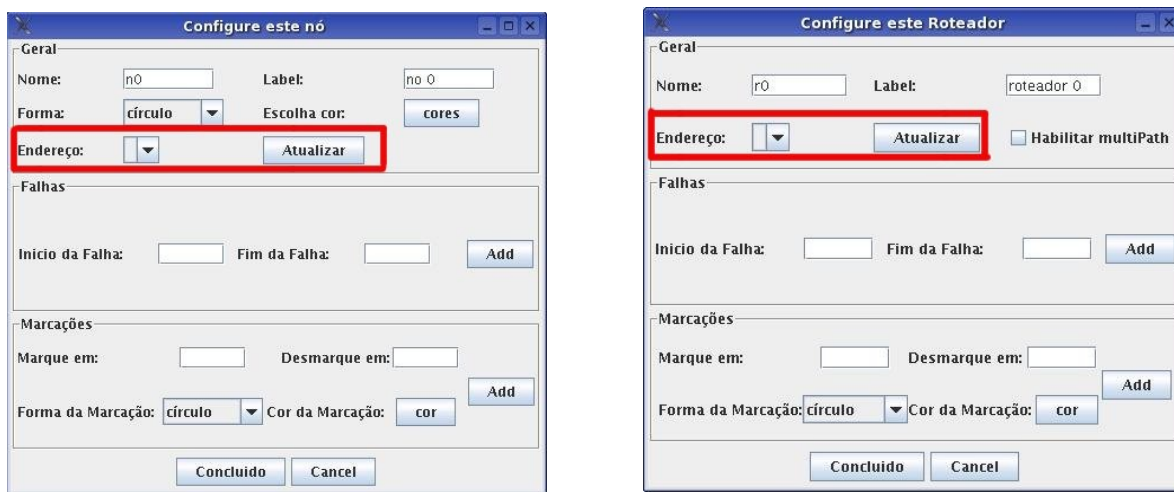 Configure este nó
Geral
Nome: n0 Label: no 0
Forma: círculo Escolha cor: cores
Endereço: Atualizar
Falhas
Inicio da Falha: Fim da Falha: Add
Marcações
Marque em: Desmarque em:
Add
Forma da Marcação: círculo Cor da Marcação: cor
Concluido Cancel
Configure este Roteador
Geral
Nome: r0 Label: roteador 0
Endereço: Atualizar Habilitar multiPath
Falhas
Inicio da Falha: Fim da Falha: Add
Marcações
Marque em: Desmarque em:
Add
Forma da Marcação: círculo Cor da Marcação: cor
Concluido Cancel